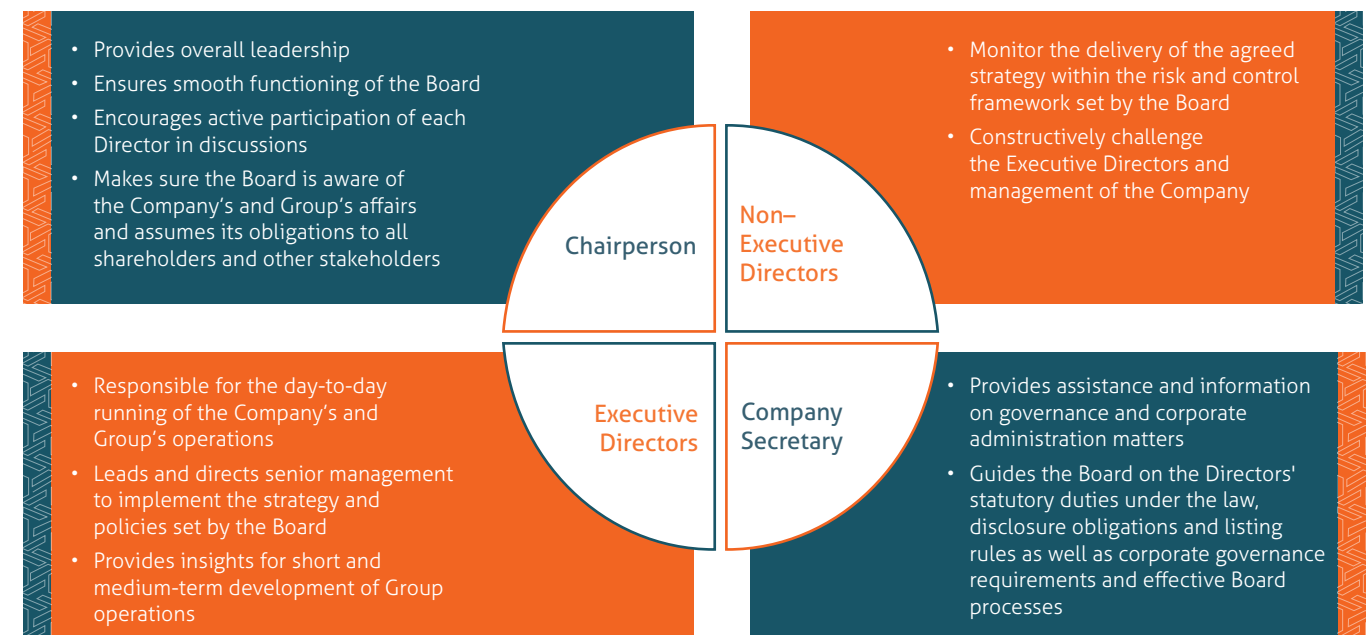 • Provides overall leadership
• Ensures smooth functioning of the Board
• Encourages active participation of each
Director in discussions
• Makes sure the Board is aware of
the Company's and Group's affairs
and assumes its obligations to all
shareholders and other stakeholders
Chairperson
• Monitor the delivery of the agreed
strategy within the risk and control
framework set by the Board
• Constructively challenge
the Executive Directors and
management of the Company
Non–
Executive
Directors
• Responsible for the day-to-day
running of the Company's and
Group's operations
• Leads and directs senior management
to implement the strategy and
policies set by the Board
• Provides insights for short and
medium-term development of Group
operations
Executive
Directors
Company
Secretary
• Provides assistance and information
on governance and corporate
administration matters
• Guides the Board on the Directors'
statutory duties under the law,
disclosure obligations and listing
rules as well as corporate governance
requirements and effective Board
processes